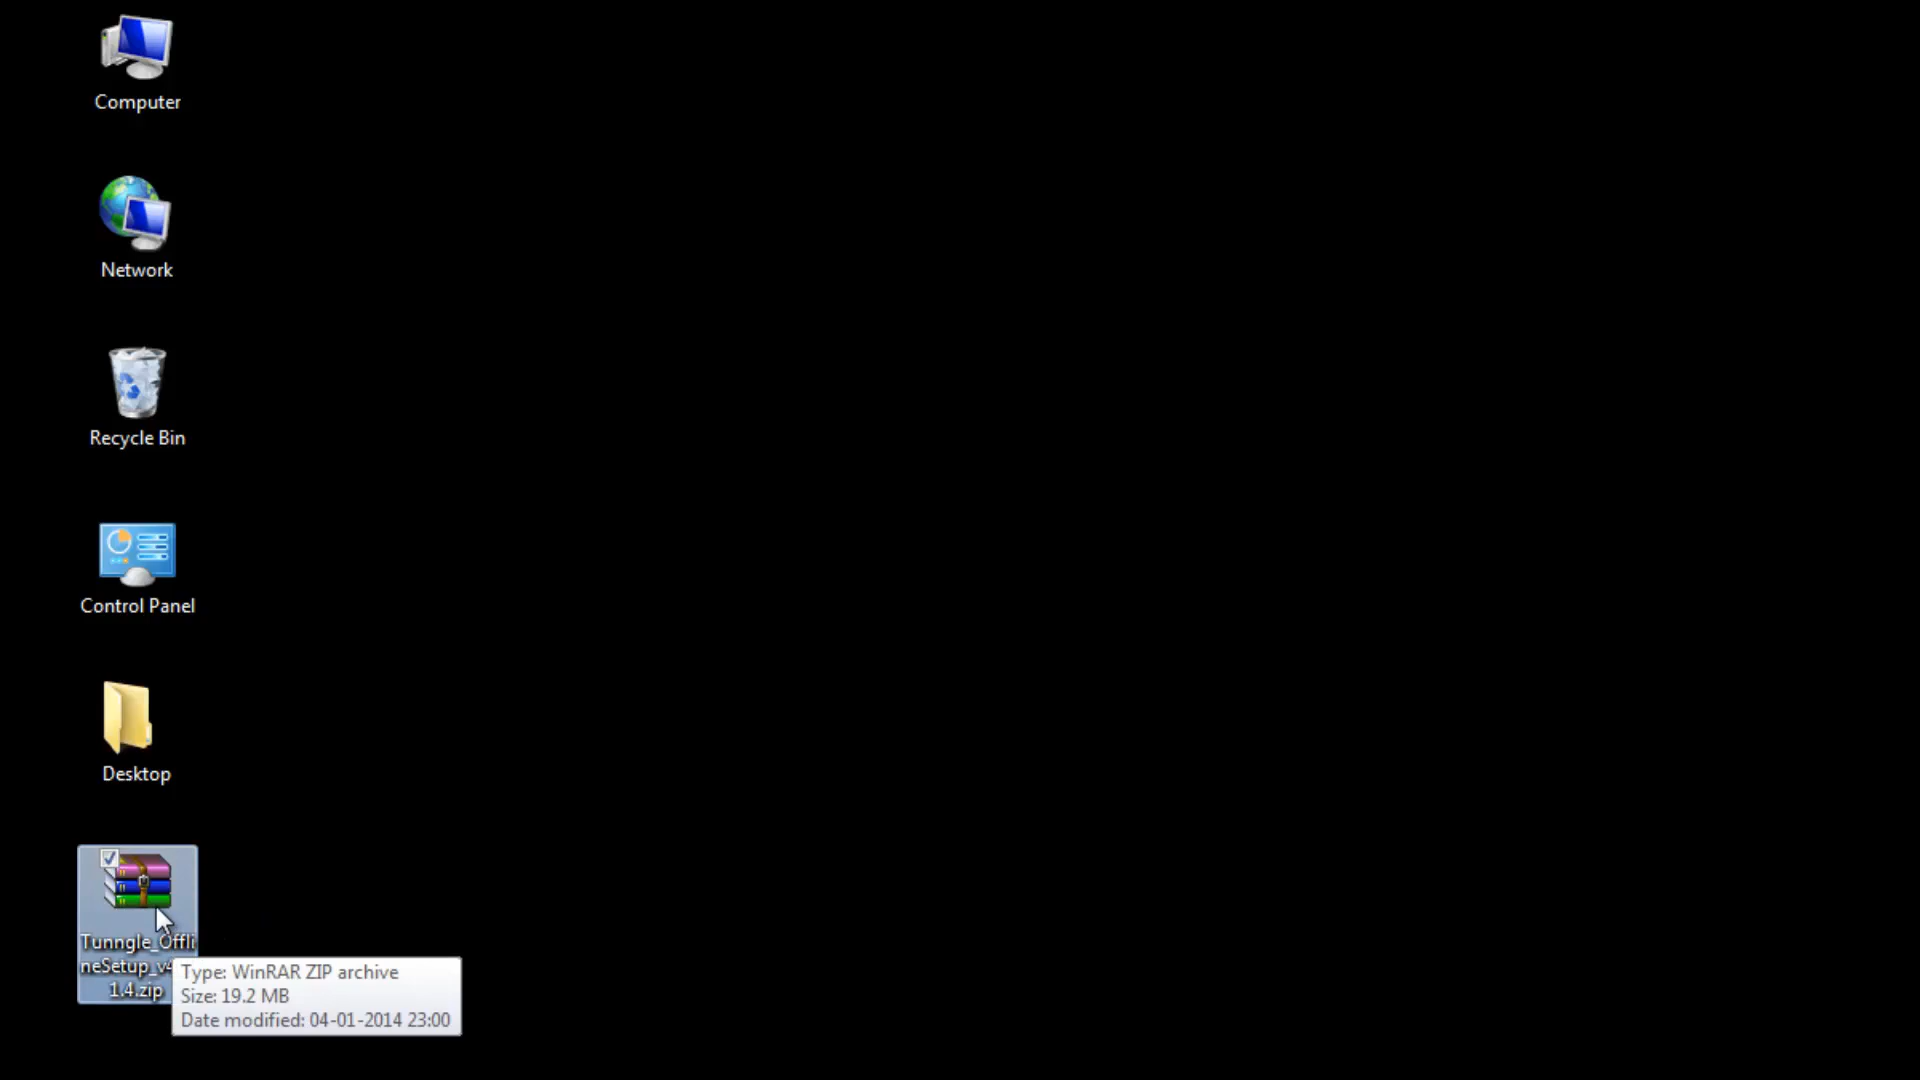 Computer
Network
Recycle Bin
Control Panel
Desktop
Tunngle_Offli
neSetup_v4
1.4.zip
Type: WinRAR ZIP archive
Size: 19.2 MB
Date modified: 04-01-2014 23:00